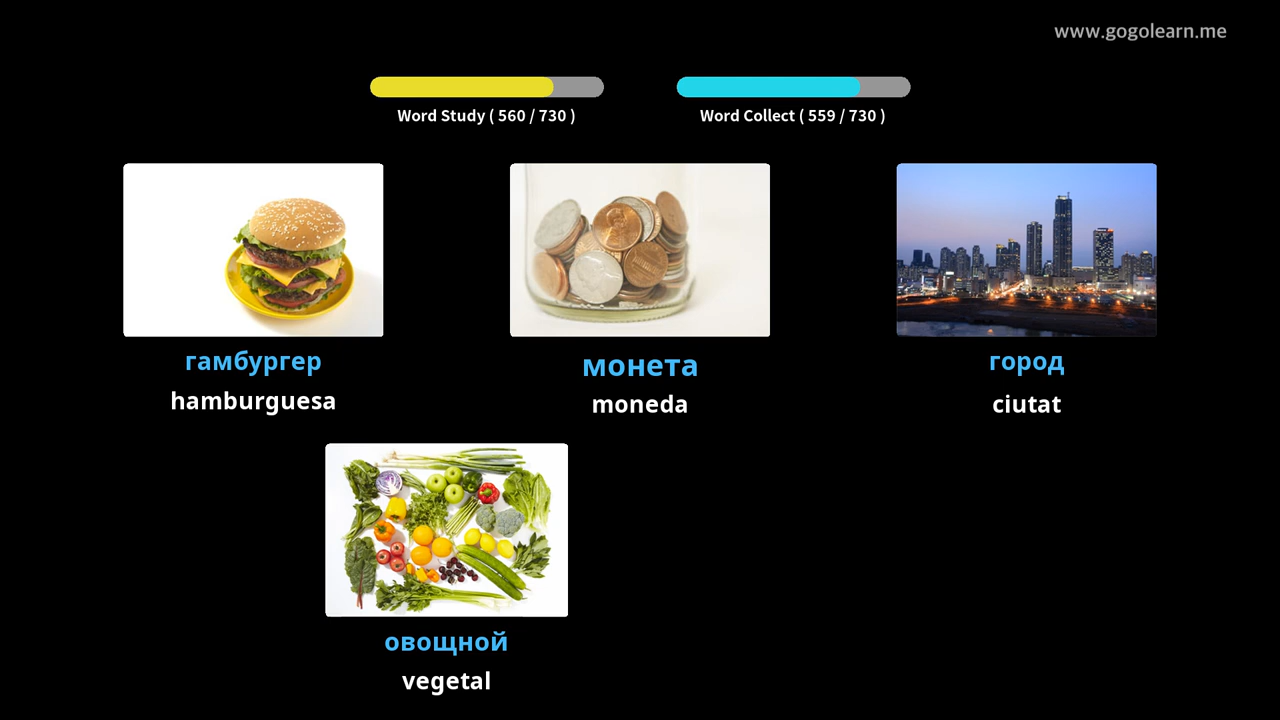 www.gogolearn.me
Word Study ( 560 / 730 )
Word Collect ( 559 / 730 )
гамбургер
hamburguesa
монета
moneda
город
ciutat
овощной
vegetal